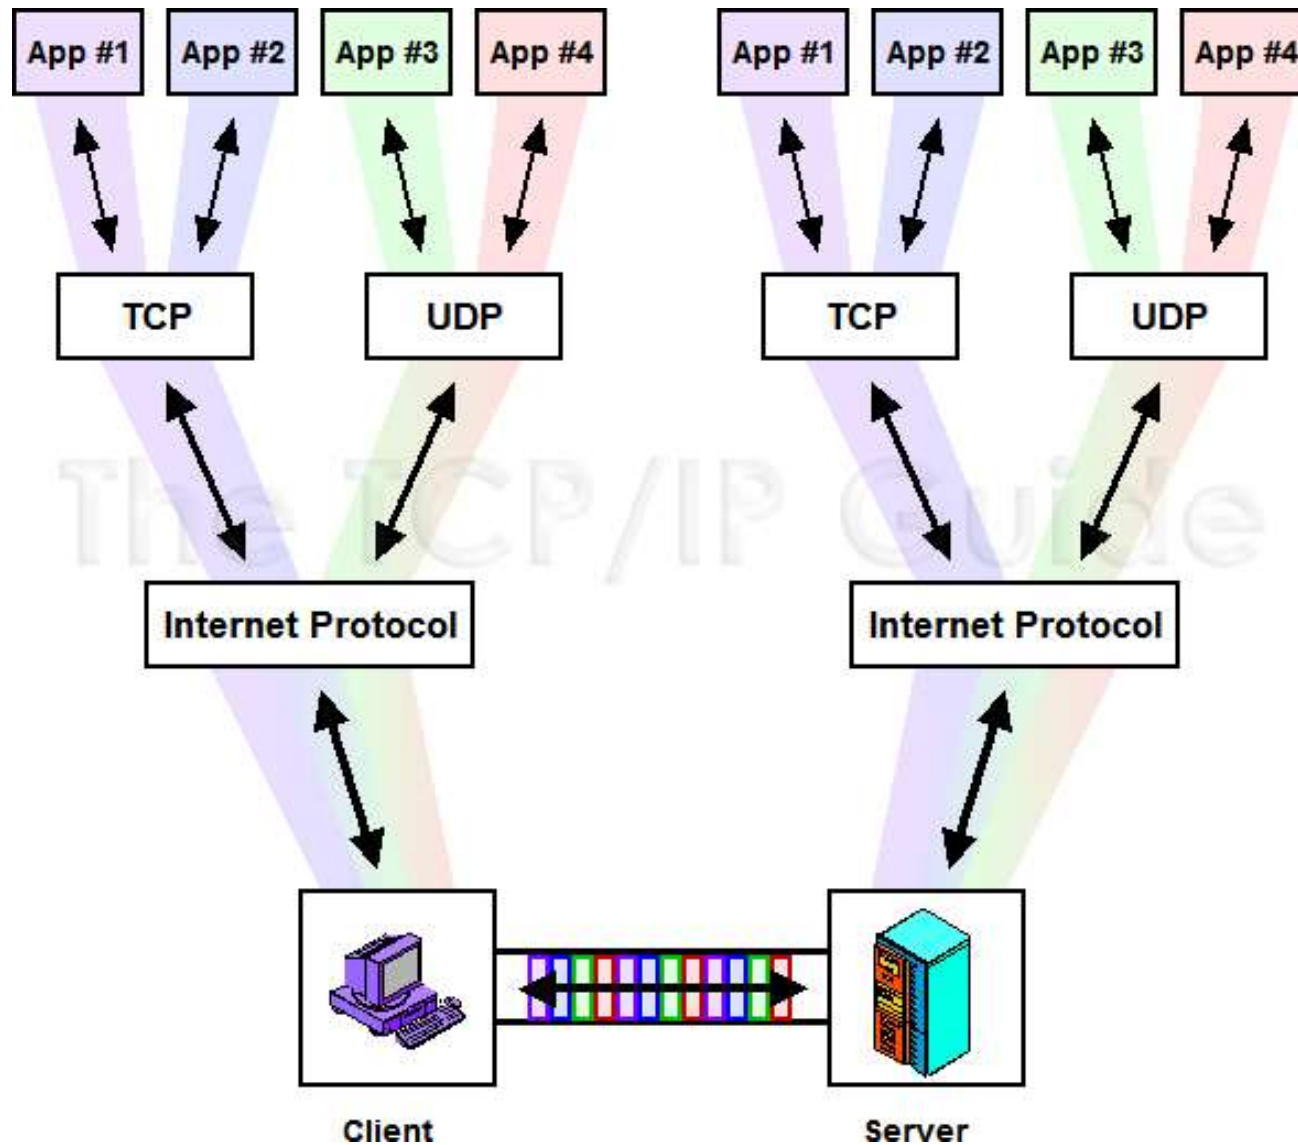 App #1 App #2 App #3 App #4 App #1 App #2 App #3 App #4
TCP UDP TCP UDP
The TCP/IP Guide
Internet Protocol Internet Protocol
Client Server